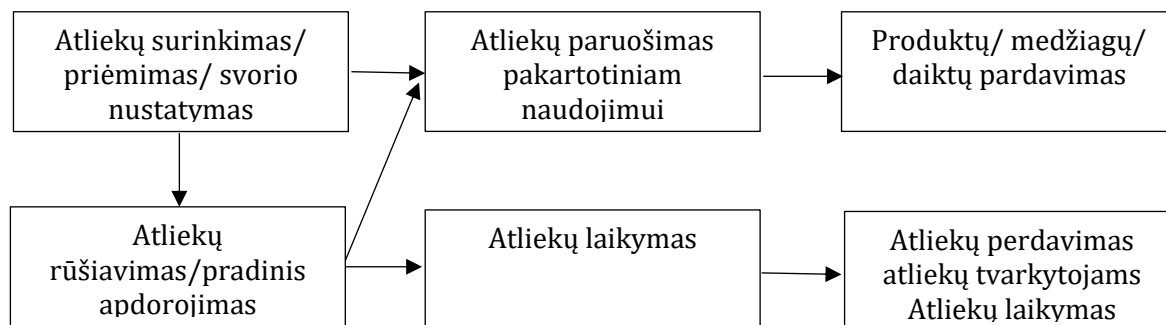 Atliekų surinkimas/
priėmimas/ svorio
nustatymas
Atliekų paruošimas
pakartotiniam
naudojimui
Produktų/ medžiagų/
daiktų pardavimas
Atliekų
rūšiavimas/pradinis
apdorojimas
Atliekų laikymas
Atliekų perdavimas
atliekų tvarkytojams
Atliekų laikymas